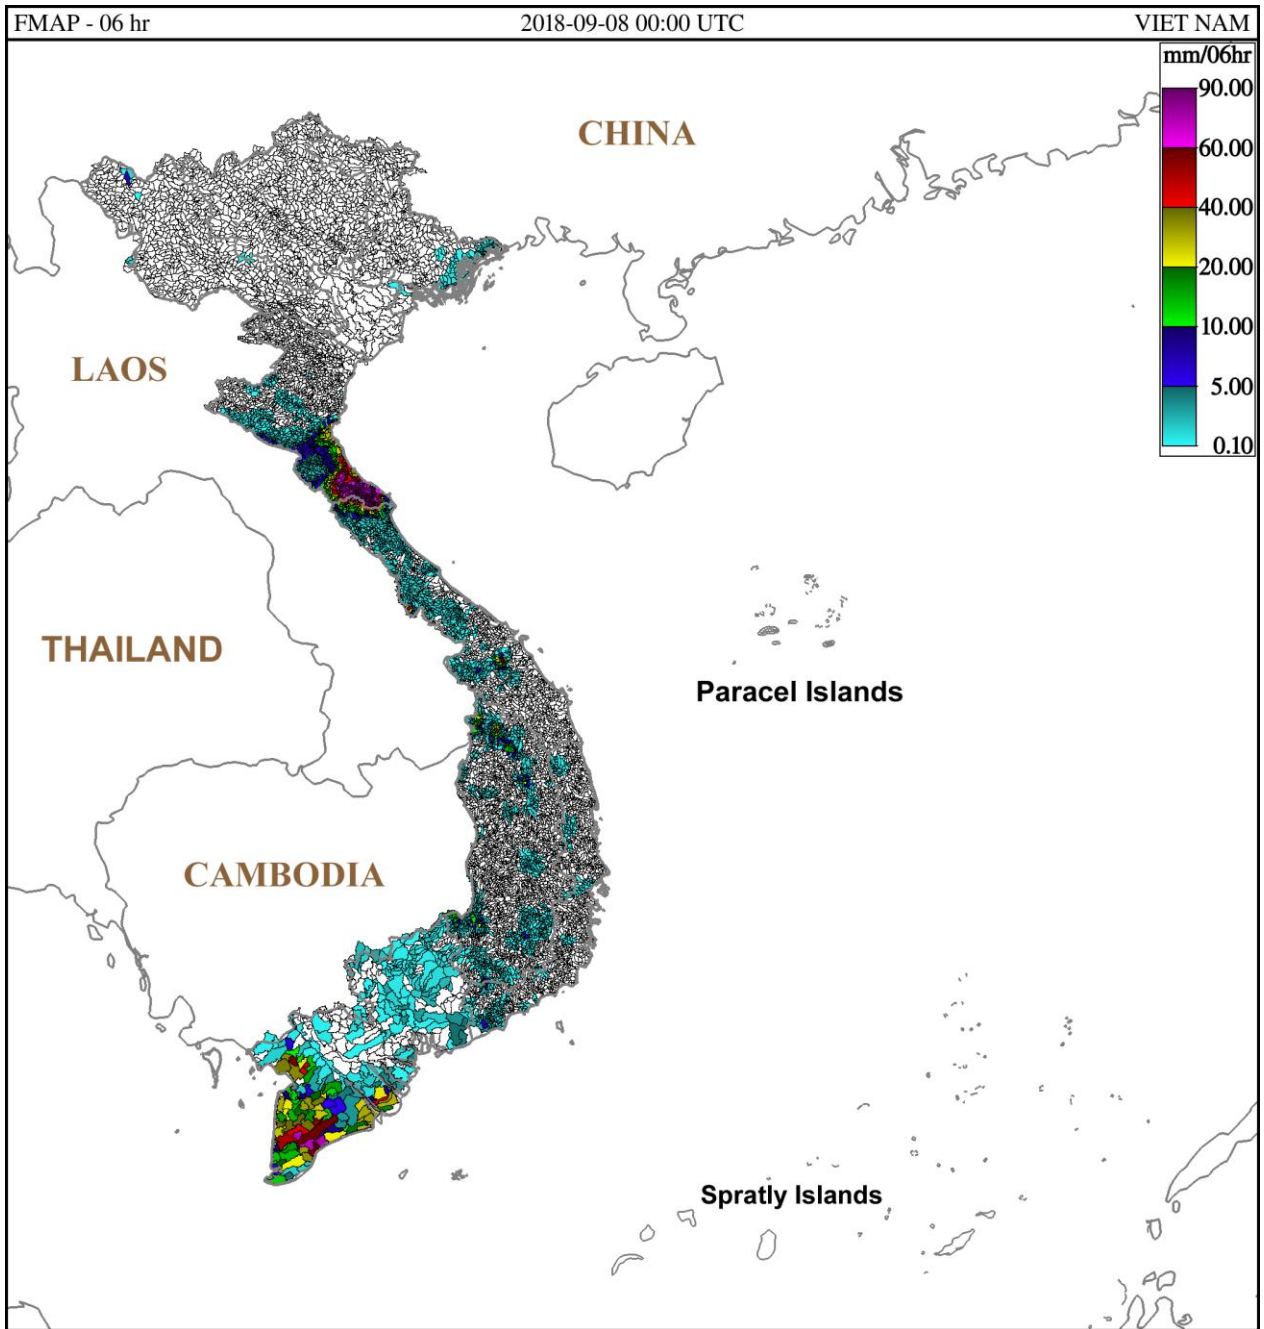 FMAP - 06 hr 2018-09-08 00:00 UTC VIET NAM
mm/06hr
90.00
CHINA
60.00
40.00
20.00
10.00
LAOS
5.00
0.10
THAILAND
Paracel Islands
CAMBODIA
Spratly Islands